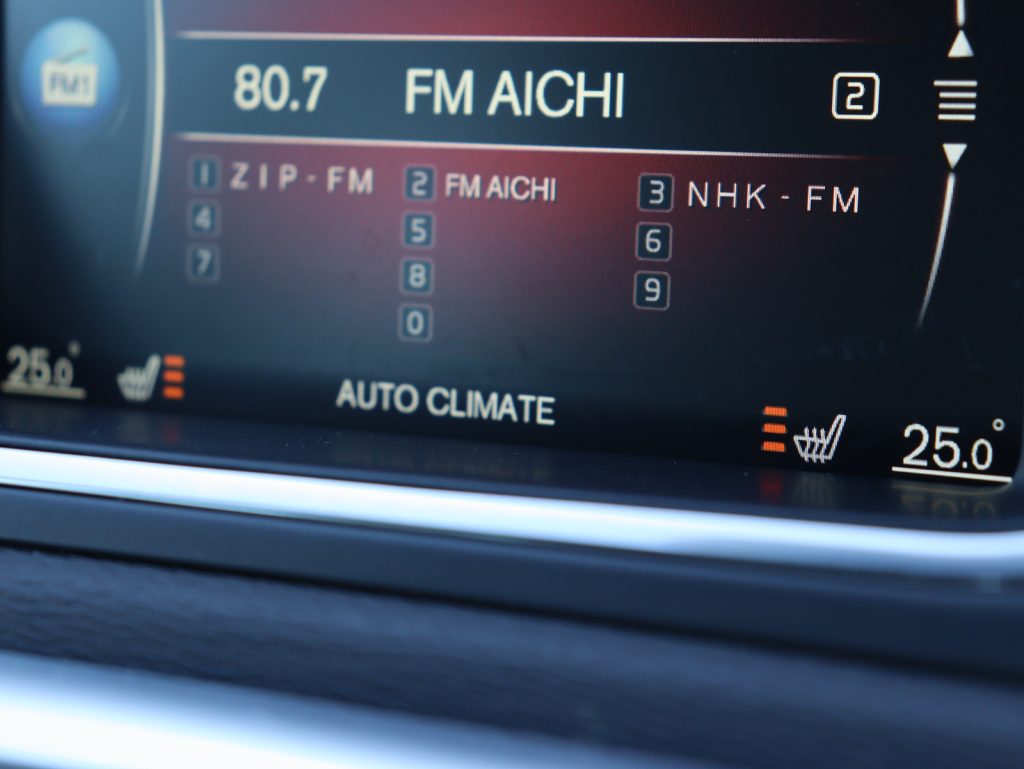 FM1
80.7 FM AICHI 2
1 ZIP-FM 2 FM AICHI 3 NHK-FM
4 5 6
7 8 9
0
25.0° AUTO CLIMATE 25.0°